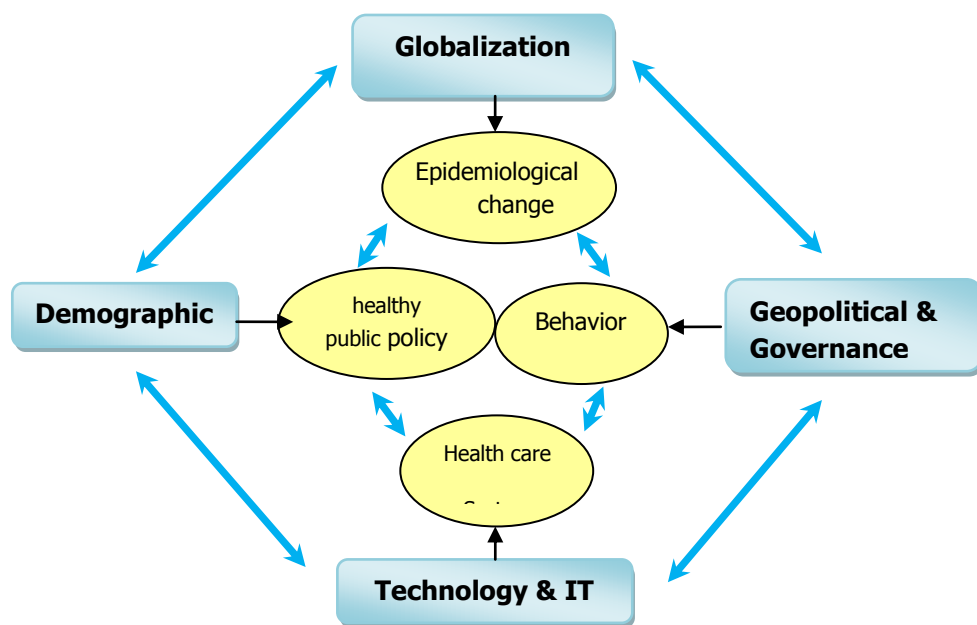 Globalization
Epidemiological
change
Demographic
healthy
public policy
Behavior
Geopolitical &
Governance
Health care
Technology & IT